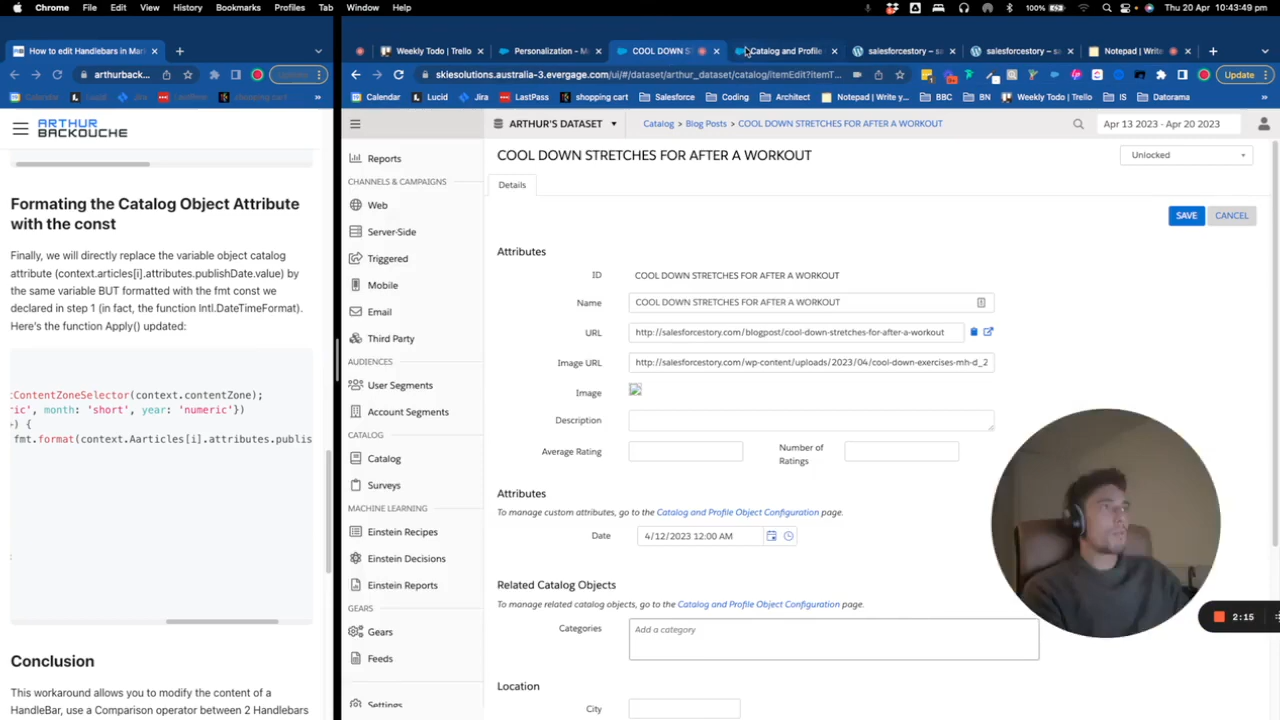 Chrome File Edit View History Bookmarks Profiles Tab Window Help
100% Thu 20 Apr 10:43:49 pm
How to edit Handlebars in Mar
arthurback...
Update
Calendar Lucid Jira LastPass shopping cart »
ARTHUR
BACKOUCHE
Formating the Catalog Object Attribute
with the const
Finally, we will directly replace the variable object catalog
attribute (context.articles[i].attributes.publishDate.value) by
the same variable BUT formatted with the fmt const we
declared in step 1 (in fact, the function Intl.DateTimeFormat).
Here's the function Apply() updated:
ContentZoneSelector(context.contentZone);
ric', month: 'short', year: 'numeric'})
+) {
fmt.format(context.Aarticles[i].attributes.publis
Conclusion
This workaround allows you to modify the content of a
HandleBar, use a Comparison operator between 2 Handlebars
Weekly Todo | Trello
Personalization - M
COOL DOWN S
Catalog and Profile
salesforcestory – sa
salesforcestory – sa
Notepad | Write
skiesolutions.australia-3.evergage.com/ui/#/dataset/arthur_dataset/catalog/itemEdit?itemT...
Update
Calendar Lucid Jira LastPass shopping cart Salesforce Coding Architect Notepad | Write y... BBC BN Weekly Todo | Trello IS Datorama
ARTHUR'S DATASET
Catalog > Blog Posts > COOL DOWN STRETCHES FOR AFTER A WORKOUT
Apr 13 2023 - Apr 20 2023
Reports
CHANNELS & CAMPAIGNS
Web
Server-Side
Triggered
Mobile
Email
Third Party
AUDIENCES
User Segments
Account Segments
CATALOG
Catalog
Surveys
MACHINE LEARNING
Einstein Recipes
Einstein Decisions
Einstein Reports
GEARS
Gears
Feeds
Settings
COOL DOWN STRETCHES FOR AFTER A WORKOUT
Unlocked
Details
SAVE CANCEL
Attributes
ID COOL DOWN STRETCHES FOR AFTER A WORKOUT
Name COOL DOWN STRETCHES FOR AFTER A WORKOUT
URL http://salesforcestory.com/blogpost/cool-down-stretches-for-after-a-workout
Image URL http://salesforcestory.com/wp-content/uploads/2023/04/cool-down-exercises-mh-d_2
Image
Description
Average Rating Number of
Ratings
Attributes
To manage custom attributes, go to the Catalog and Profile Object Configuration page.
Date 4/12/2023 12:00 AM
Related Catalog Objects
To manage related catalog objects, go to the Catalog and Profile Object Configuration page.
Categories Add a category
Location
City
2:15